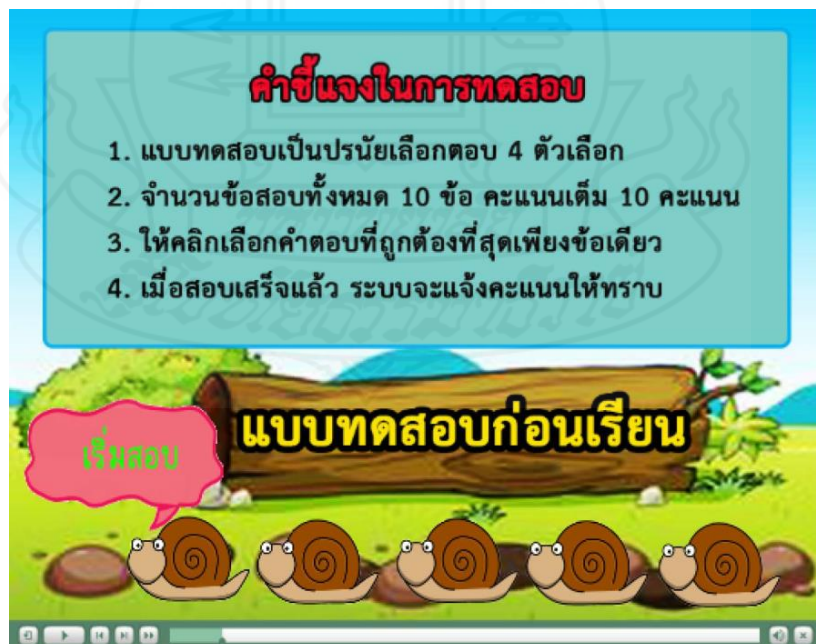 คำชี้แจงในการทดสอบ
1. แบบทดสอบเป็นปรนัยเลือกตอบ 4 ตัวเลือก
2. จำนวนข้อสอบทั้งหมด 10 ข้อ คะแนนเต็ม 10 คะแนน
3. ให้คลิกเลือกคำตอบที่ถูกต้องที่สุดเพียงข้อเดียว
4. เมื่อสอบเสร็จแล้ว ระบบจะแจ้งคะแนนให้ทราบ
แบบทดสอบก่อนเรียน
เริ่มสอบ